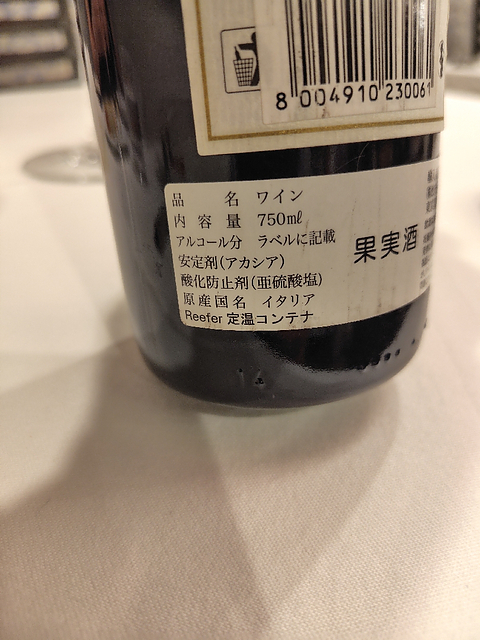 8 004910 230061
品 名 ワイン
内 容 量 750mℓ
アルコール分 ラベルに記載
安定剤(アカシア)
酸化防止剤(亜硫酸塩)
原 産 国 名 イタリア
Reefer 定温コンテナ
果実酒